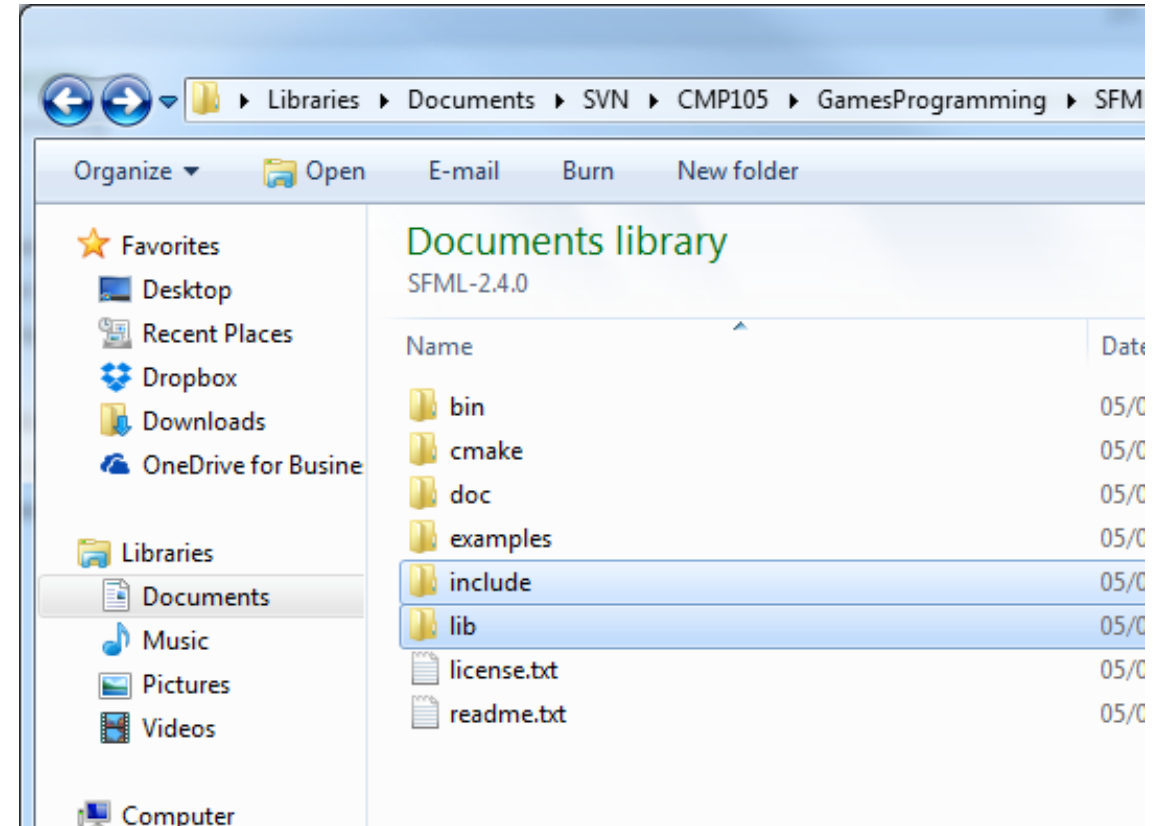 Libraries Documents SVN CMP105 GamesProgramming SFM
Organize Open E-mail Burn New folder
Favorites
Desktop
Recent Places
Dropbox
Downloads
OneDrive for Busine
Libraries
Documents
Music
Pictures
Videos
Computer
Documents library
SFML-2.4.0
Name Date
bin 05/0
cmake 05/0
doc 05/0
examples 05/0
include 05/0
lib 05/0
license.txt 05/0
readme.txt 05/0